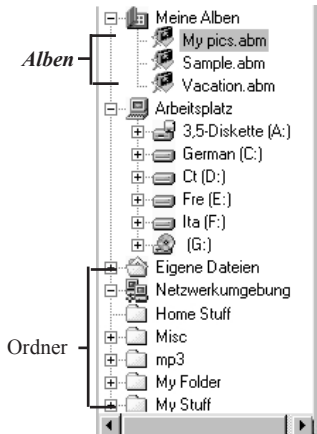 Meine Alben
Alben
My pics.abm
Sample.abm
Vacation.abm
Arbeitsplatz
3,5-Diskette (A:)
German (C:)
Ct (D:)
Fre (E:)
Ita (F:)
(G:)
Eigene Dateien
Netzwerkumgebung
Home Stuff
Ordner
Misc
mp3
My Folder
My Stuff